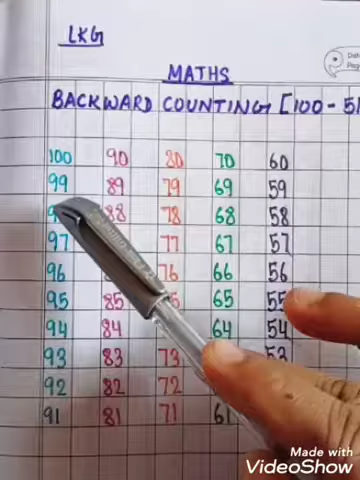 LKG
MATHS
BACKWARD COUNTING [100 - 51
100 90 80 70 60
99 89 79 69 59
88 78 68 58
97 77 67 57
96 76 66 56
95 85 65 55
94 84 64 54
93 83 73 53
92 82 72
91 81 71 61
Made with
VideoShow